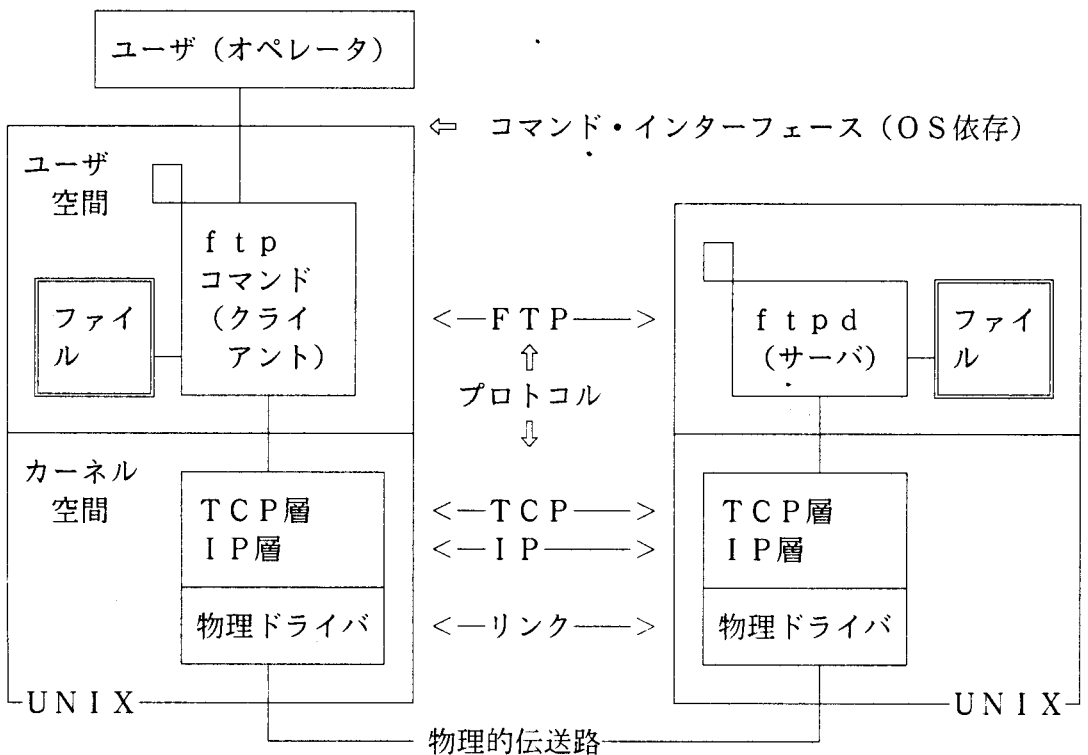 ユーザ（オペレータ）
⇦ コマンド・インターフェース（ＯＳ依存）
ユーザ
空間
ｆｔｐ
コマンド
（クライ
アント）
ファイ
ル
＜―ＦＴＰ――＞
⇧
プロトコル
⇩
ｆｔｐｄ
（サーバ）
ファイ
ル
カーネル
空間
ＴＣＰ層
ＩＰ層
物理ドライバ
＜―ＴＣＰ――＞
＜―ＩＰ――＞
＜―リンク――＞
ＴＣＰ層
ＩＰ層
物理ドライバ
ＵＮＩＸ
ＵＮＩＸ
物理的伝送路